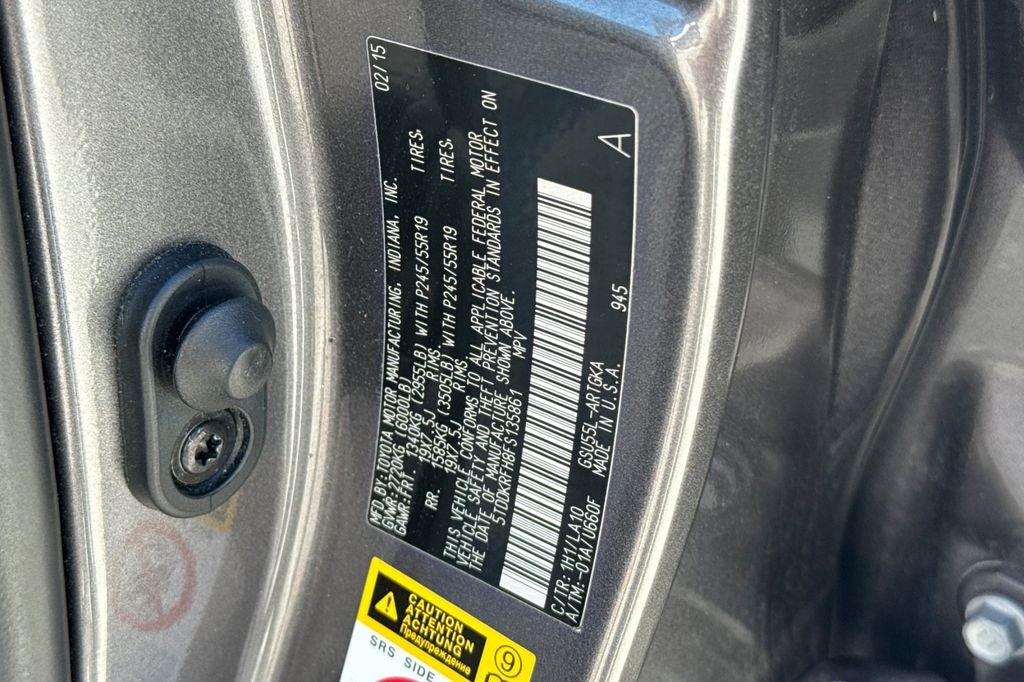 MFD. BY: TOYOTA MOTOR MANUFACTURING, INDIANA, INC. 02/15
GVWR: 2720KG (6000LB)
GAWR: FRT. 1340KG (2955LB) WITH P245/55R19 TIRES,
19X7.5J RIMS
RR. 1585KG (3505LB) WITH P245/55R19 TIRES,
19X7.5J RIMS
THIS VEHICLE CONFORMS TO ALL APPLICABLE FEDERAL MOTOR
VEHICLE SAFETY AND THEFT PREVENTION STANDARDS IN EFFECT ON
THE DATE OF MANUFACTURE SHOWN ABOVE.
5TDDKRFH8FS135861 MPV
A
C/TR: 1H1/LA10 GSU55L-ARTGKA 945
A/TM: -01A/U660F MADE IN U.S.A.
CAUTION
ATTENTION
ACHTUNG
Предупреждение
9
SRS SIDE